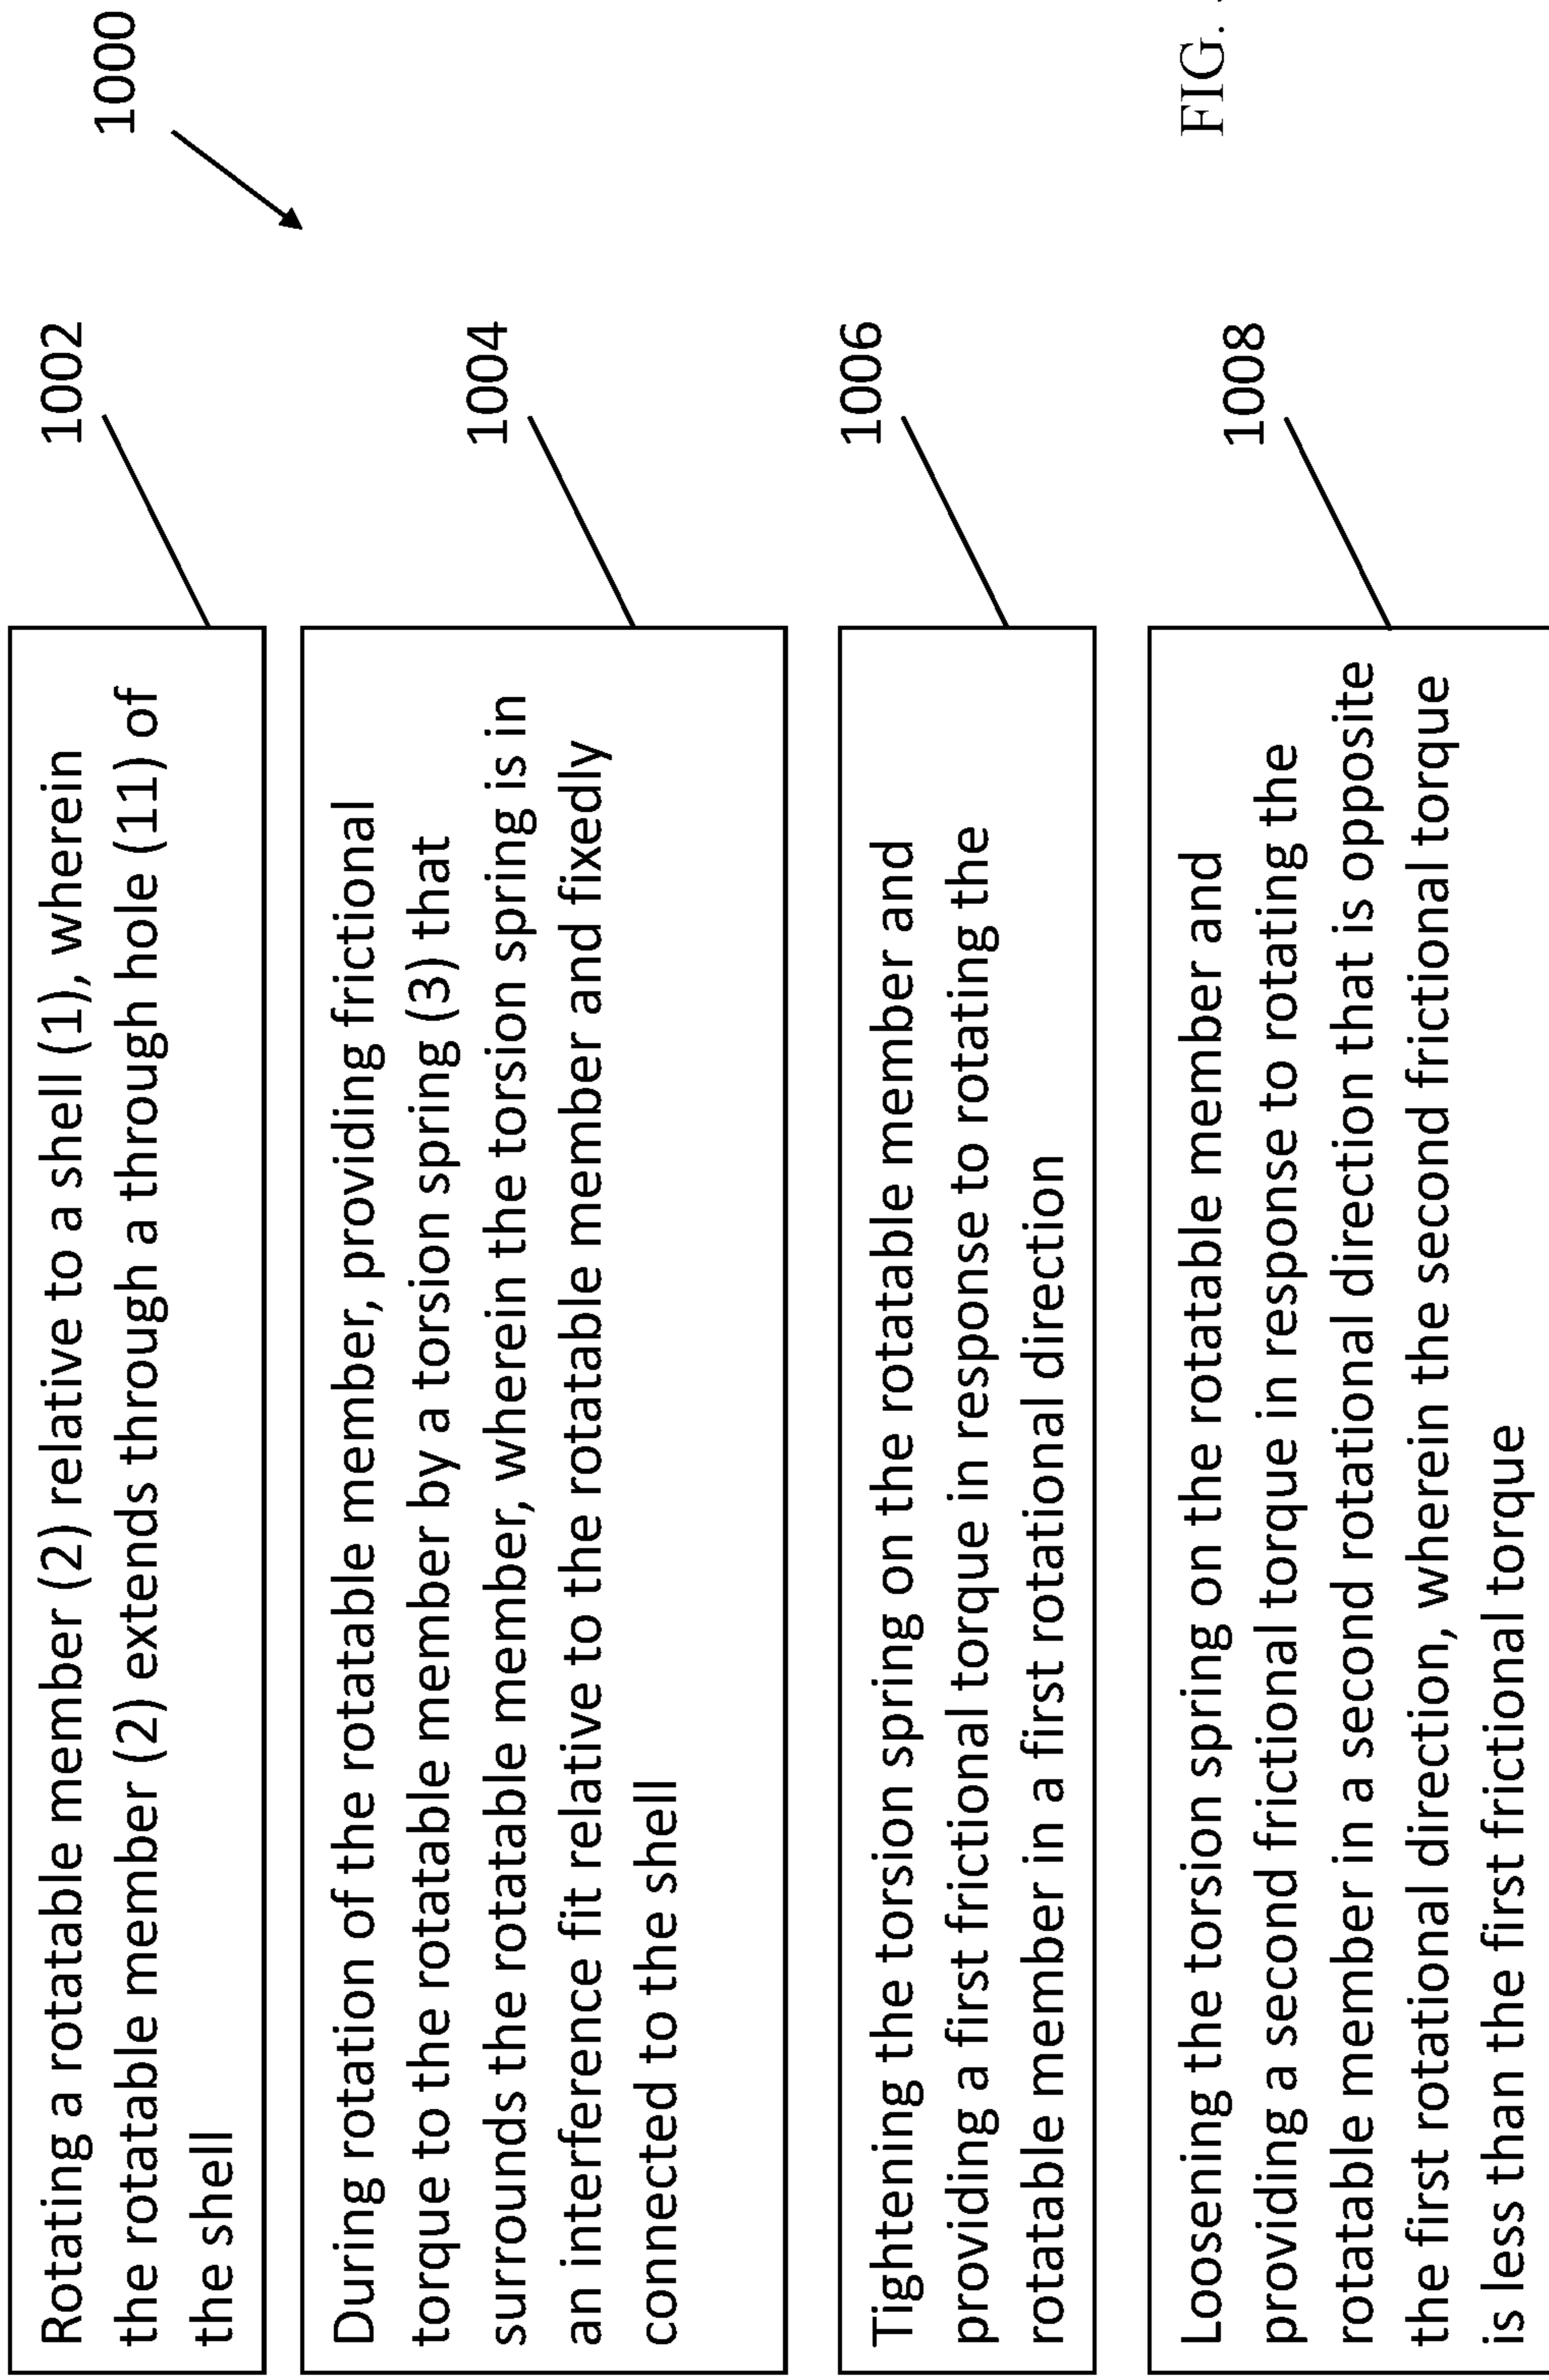 1000
Rotating a rotatable member (2) relative to a shell (1), wherein
the rotatable member (2) extends through a through hole (11) of
the shell
1002
During rotation of the rotatable member, providing frictional
torque to the rotatable member by a torsion spring (3) that
surrounds the rotatable member, wherein the torsion spring is in
an interference fit relative to the rotatable member and fixedly
connected to the shell
1004
Tightening the torsion spring on the rotatable member and
providing a first frictional torque in response to rotating the
rotatable member in a first rotational direction
1006
Loosening the torsion spring on the rotatable member and
providing a second frictional torque in response to rotating the
rotatable member in a second rotational direction that is opposite
the first rotational direction, wherein the second frictional torque
is less than the first frictional torque
1008
FIG.